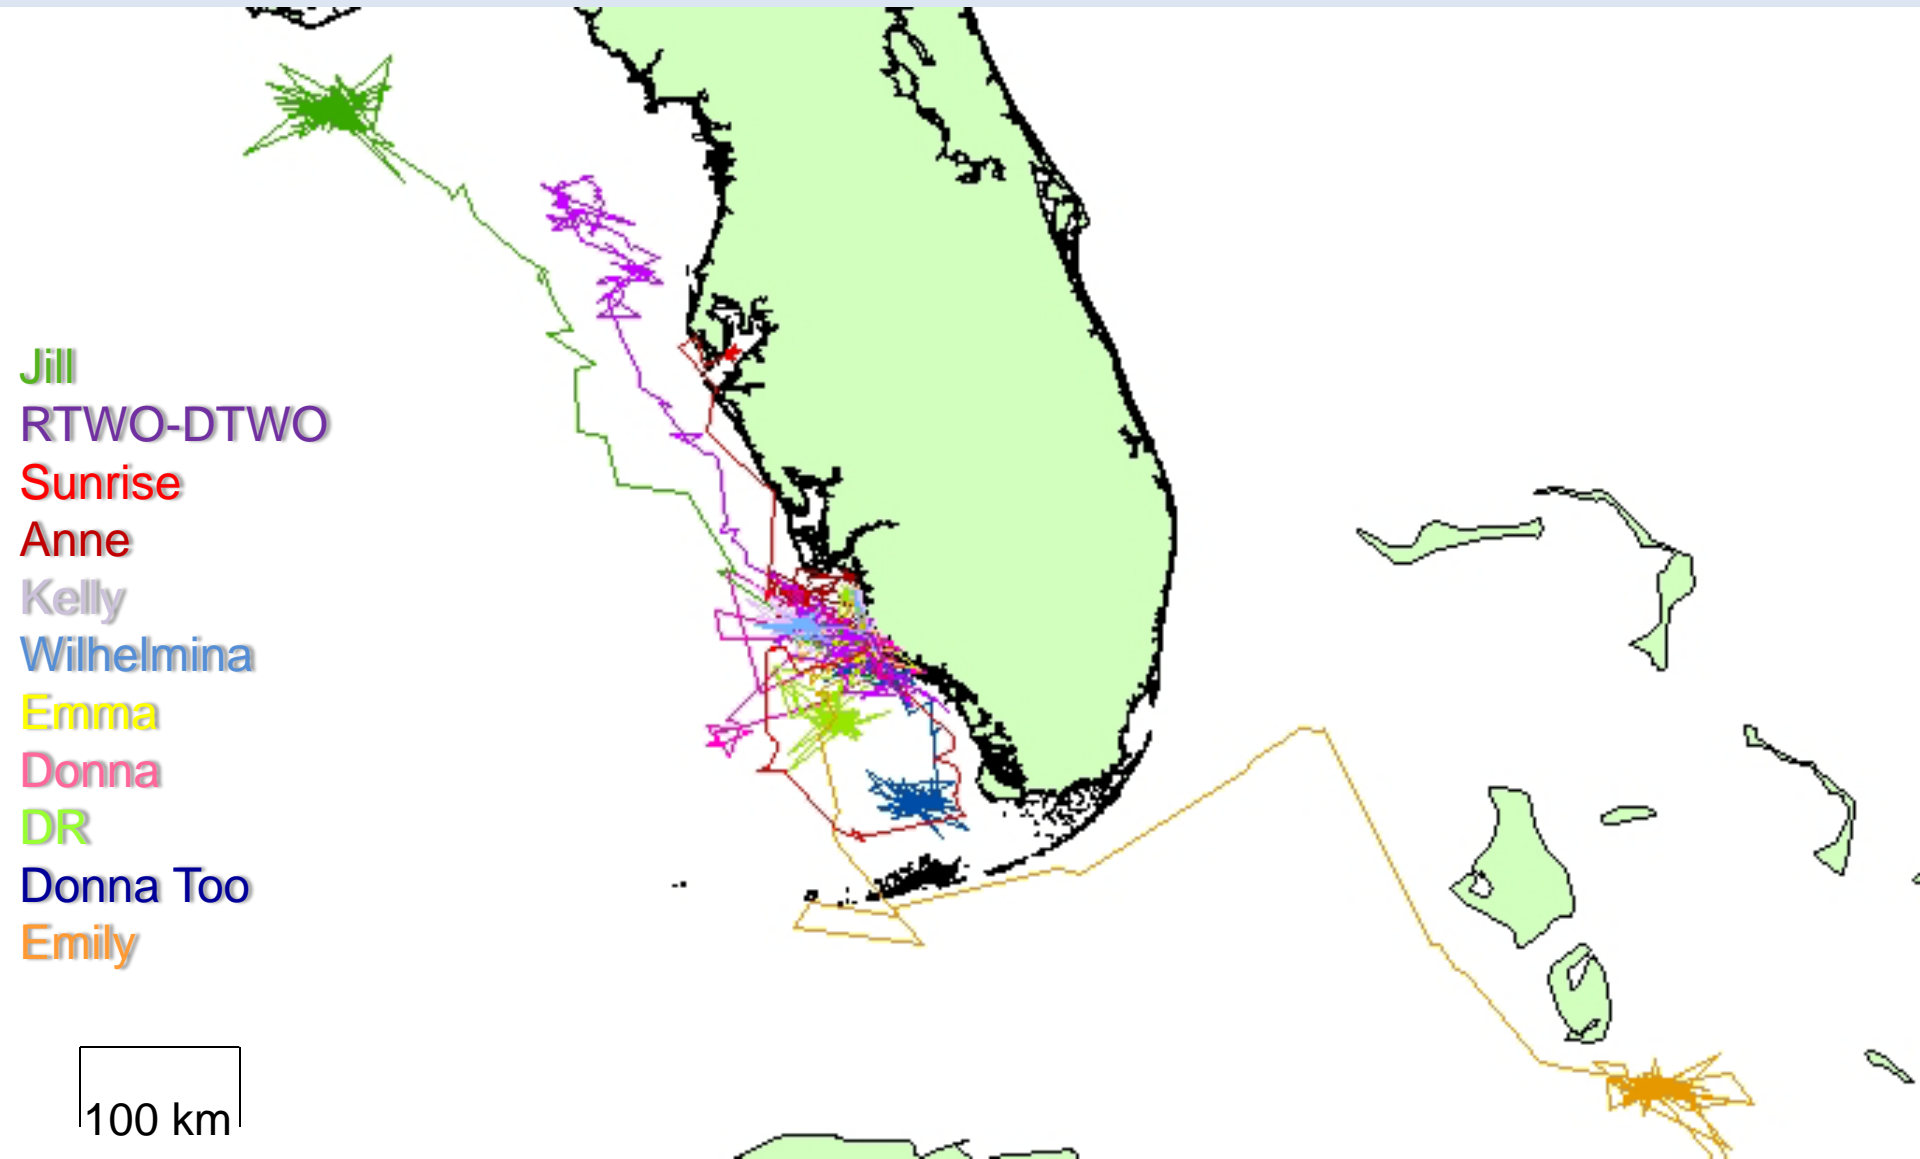 Jill
RTWO-DTWO
Sunrise
Anne
Kelly
Wilhelmina
Emma
Donna
DR
Donna Too
Emily
100 km